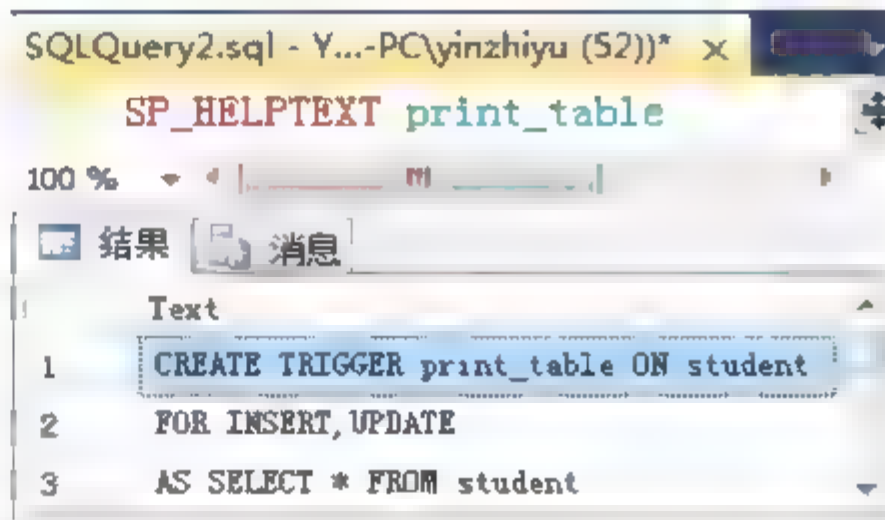 SQLQuery2.sql - Y...-PC\yinzhiyu (52))*
SP_HELPTEXT print_table
100 %
结果 消息
Text
1 CREATE TRIGGER print_table ON student
2 FOR INSERT,UPDATE
3 AS SELECT * FROM student